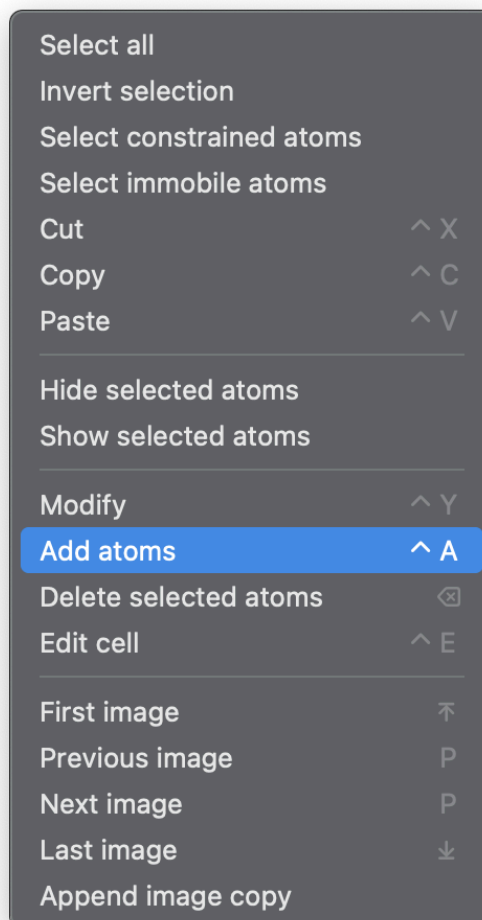 Select all
Invert selection
Select constrained atoms
Select immobile atoms
Cut ^ X
Copy ^ C
Paste ^ V
Hide selected atoms
Show selected atoms
Modify ^ Y
Add atoms ^ A
Delete selected atoms ⌫
Edit cell ^ E
First image ⤒
Previous image P
Next image P
Last image ⤓
Append image copy